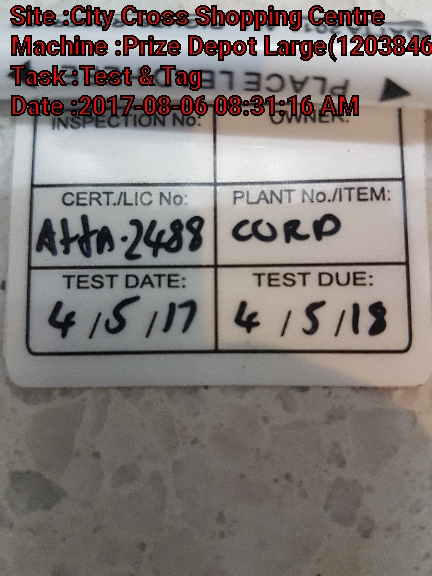 Site :City Cross Shopping Centre
Machine :Prize Depot Large(1203846
Task :Test & Tag
Date :2017-08-06 08:31:16 AM
PLACE LE
INSPECTION No: OWNER:
CERT./LIC No: PLANT No./ITEM:
AttA.2488 CORD
TEST DATE: TEST DUE:
4/5/17 4/5/18